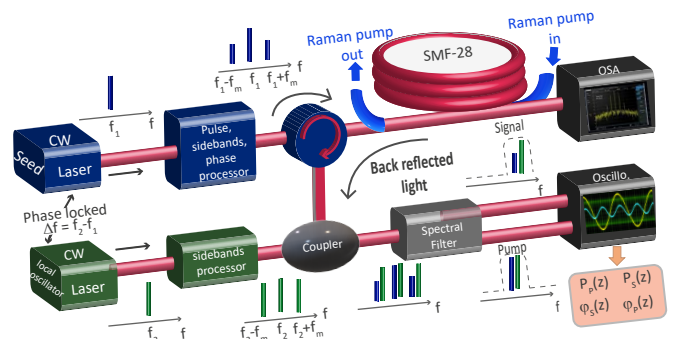 Raman pump
out
Raman pump
in
SMF-28
OSA
f₁-fₘ f₁ f₁+fₘ
f
f₁ f
CW
Seed
Laser
Pulse,
sidebands,
phase
processor
Signal
f
Back reflected
light
Phase locked
Δf = f₂-f₁
CW
local
oscillator
Laser
sidebands
processor
Coupler
Spectral
Filter
Oscillo.
Pump
f
f
f₂-fₘ f₂ f₂+fₘ
f
f
Pₚ(z) Pₛ(z)
φₛ(z) φₚ(z)